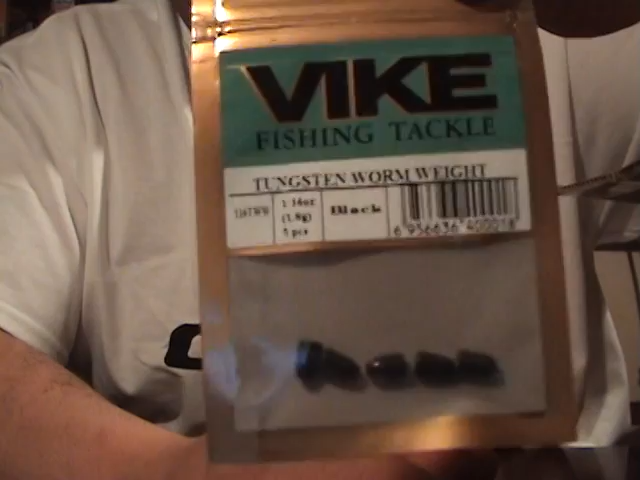 VIKE
FISHING TACKLE
TUNGSTEN WORM WEIGHT
1 16oz
(1.8g)
5 pcs
Black
6 956636 400018